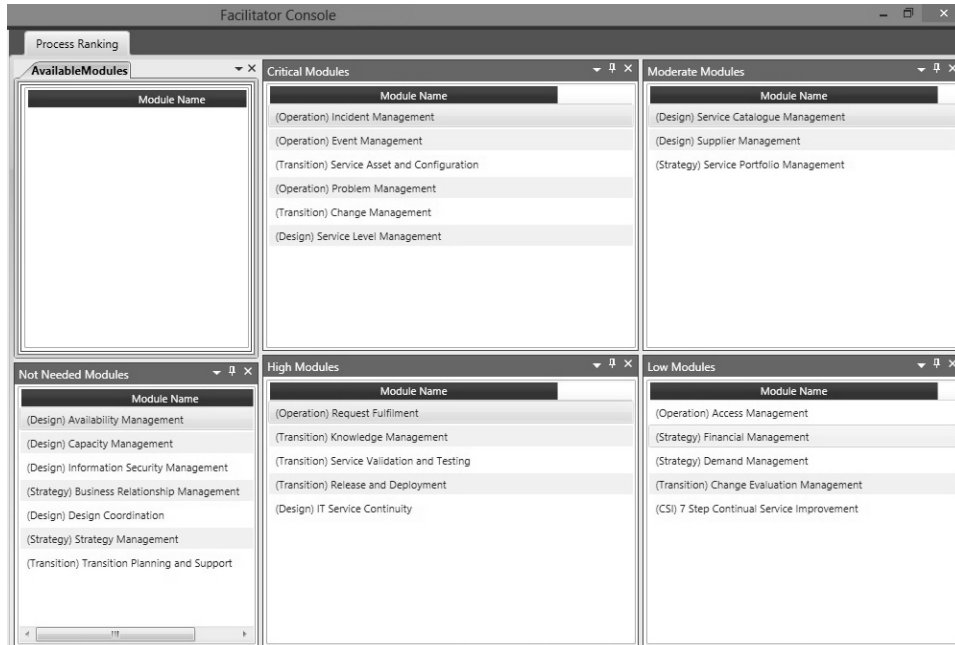 Facilitator Console
Process Ranking
AvailableModules
Module Name
Critical Modules
Module Name
(Operation) Incident Management
(Operation) Event Management
(Transition) Service Asset and Configuration
(Operation) Problem Management
(Transition) Change Management
(Design) Service Level Management
Moderate Modules
Module Name
(Design) Service Catalogue Management
(Design) Supplier Management
(Strategy) Service Portfolio Management
Not Needed Modules
Module Name
(Design) Availability Management
(Design) Capacity Management
(Design) Information Security Management
(Strategy) Business Relationship Management
(Design) Design Coordination
(Strategy) Strategy Management
(Transition) Transition Planning and Support
High Modules
Module Name
(Operation) Request Fulfilment
(Transition) Knowledge Management
(Transition) Service Validation and Testing
(Transition) Release and Deployment
(Design) IT Service Continuity
Low Modules
Module Name
(Operation) Access Management
(Strategy) Financial Management
(Strategy) Demand Management
(Transition) Change Evaluation Management
(CSI) 7 Step Continual Service Improvement